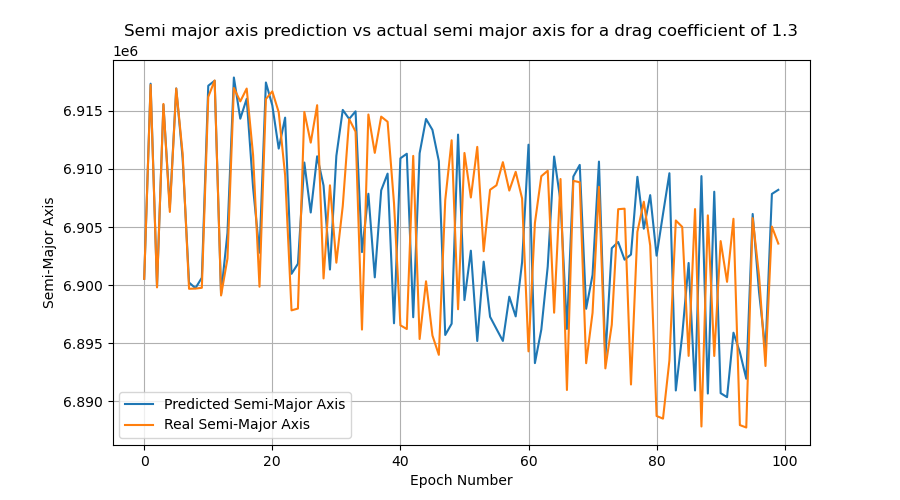 Semi major axis prediction vs actual semi major axis for a drag coefficient of 1.3
1e6
6.915
6.910
6.905
6.900
6.895
6.890
Semi-Major Axis
Predicted Semi-Major Axis
Real Semi-Major Axis
0 20 40 60 80 100
Epoch Number